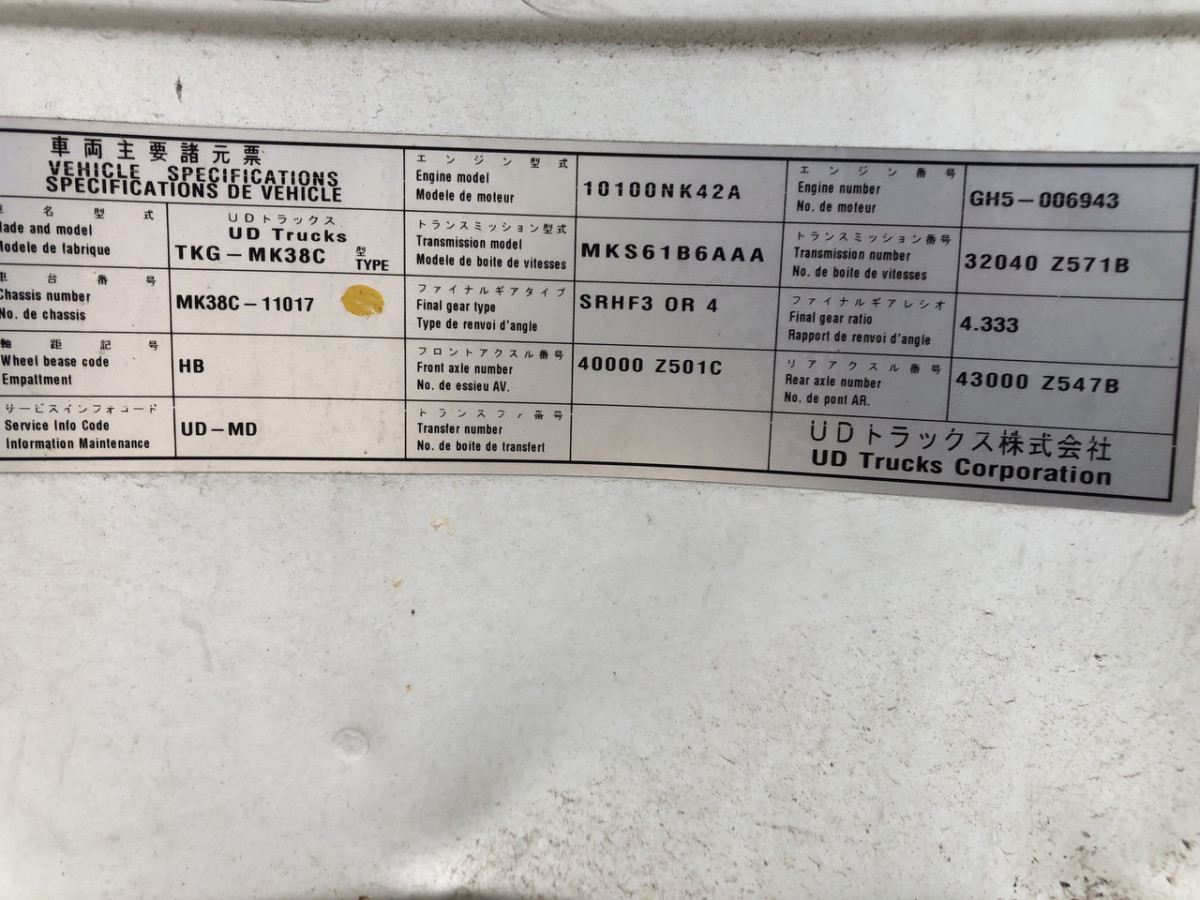 車両主要諸元票
VEHICLE SPECIFICATIONS
SPECIFICATIONS DE VEHICLE
名 型 式
and model
de fabrique
UDトラックス
UD Trucks
TKG－MK38C 型 TYPE
台 番 号
Chassis number
No. de chassis
MK38C－11017
軸 距 記 号
Wheel bease code
Empattment
HB
サービスインフォコード
Service Info Code
Information Maintenance
UD－MD
エンジン型式
Engine model
Modele de moteur
10100NK42A
トランスミッション型式
Transmission model
Modele de boite de vitesses
MKS61B6AAA
ファイナルギアタイプ
Final gear type
Type de renvoi d'angle
SRHF3 OR 4
フロントアクスル番号
Front axle number
No. de essieu AV.
40000 Z501C
トランスファ番号
Transfer number
No. de boite de transfert
エンジン番号
Engine number
No. de moteur
GH5－006943
トランスミッション番号
Transmission number
No. de boite de vitesses
32040 Z571B
ファイナルギアレシオ
Final gear ratio
Rapport de renvoi d'angle
4.333
リアアクスル番号
Rear axle number
No. de pont AR.
43000 Z547B
UDトラックス株式会社
UD Trucks Corporation